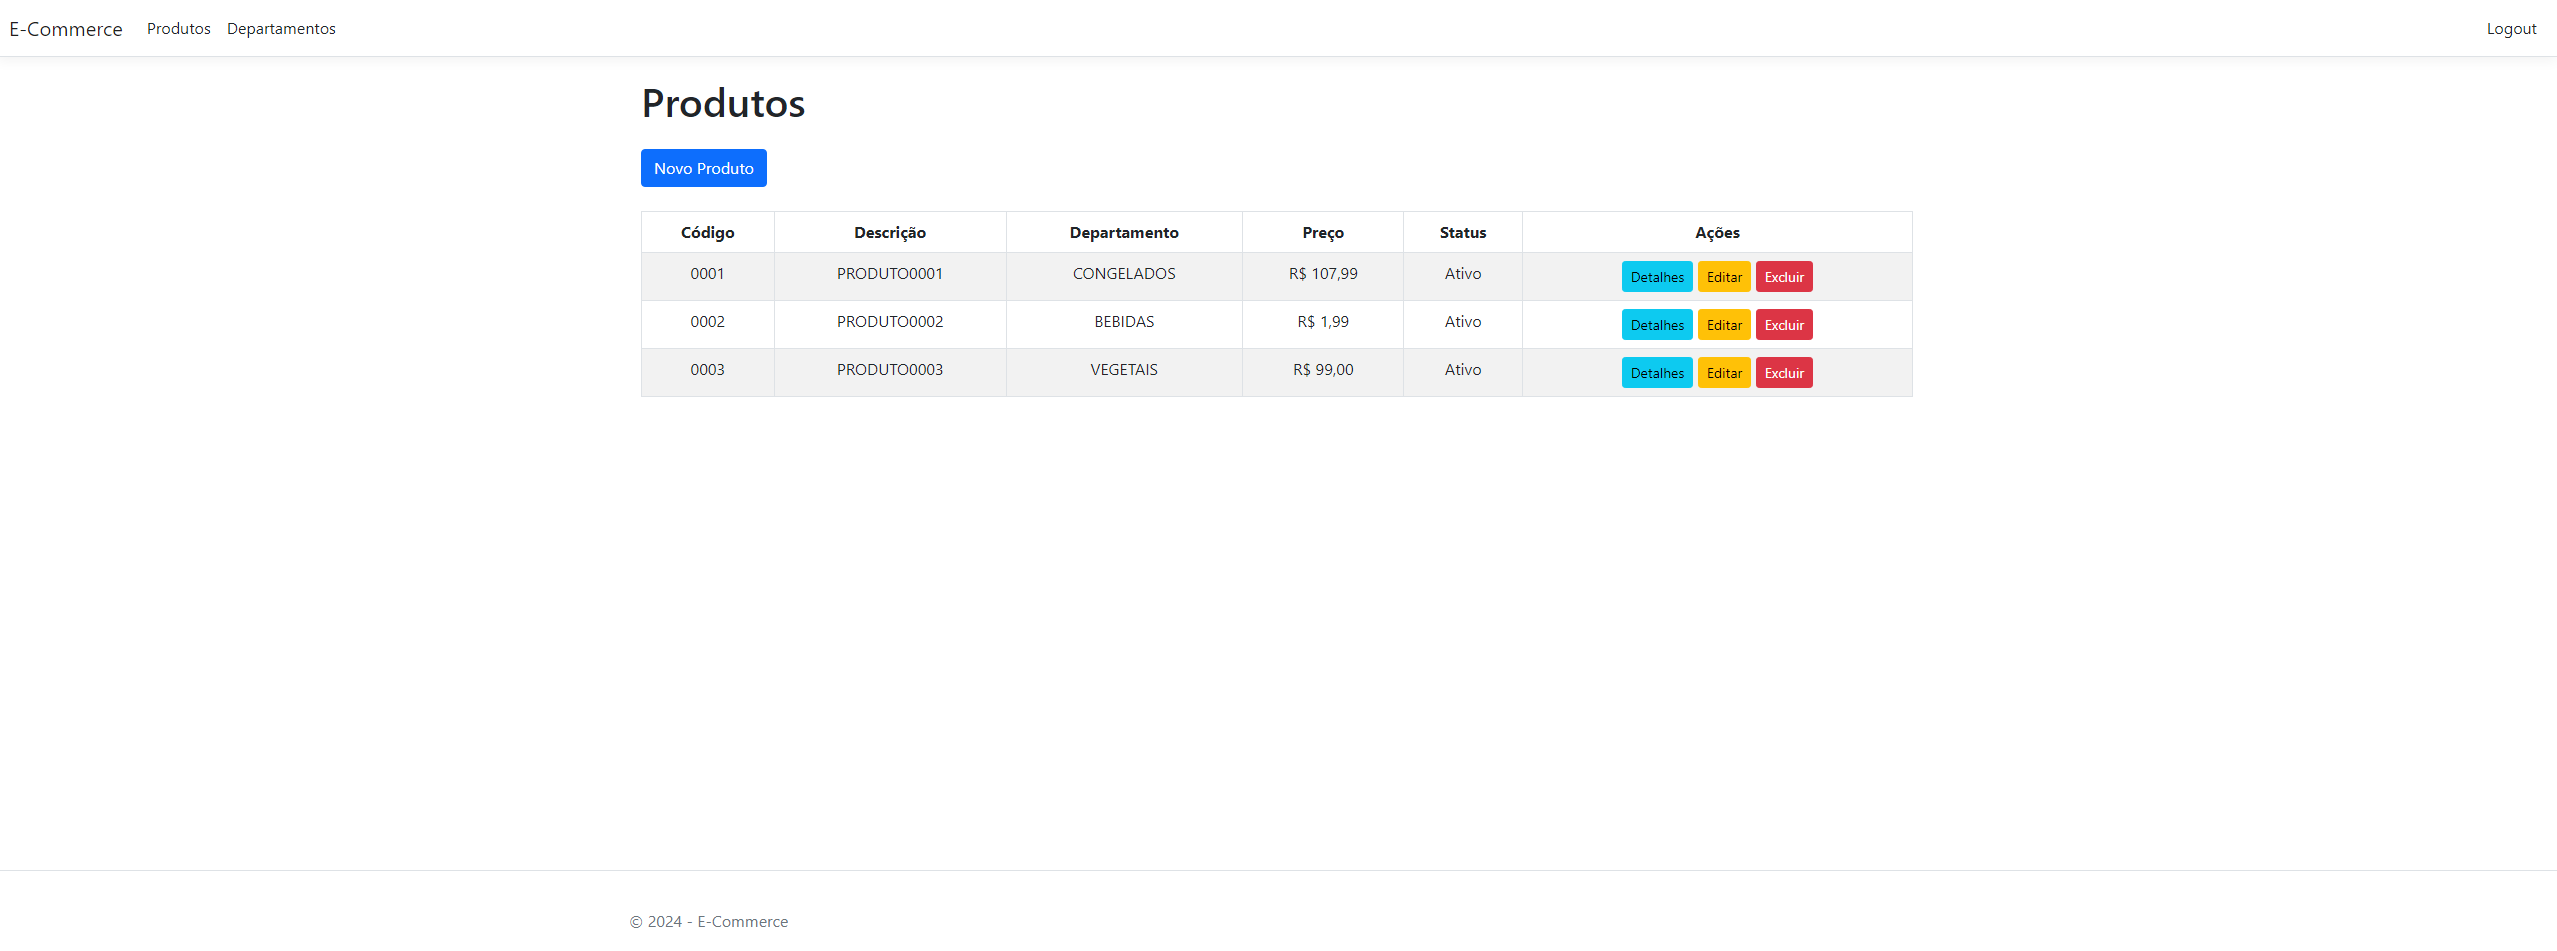 E-Commerce Produtos Departamentos Logout
Produtos
Novo Produto
Código Descrição Departamento Preço Status Ações
0001 PRODUTO0001 CONGELADOS R$ 107,99 Ativo Detalhes Editar Excluir
0002 PRODUTO0002 BEBIDAS R$ 1,99 Ativo Detalhes Editar Excluir
0003 PRODUTO0003 VEGETAIS R$ 99,00 Ativo Detalhes Editar Excluir
© 2024 - E-Commerce